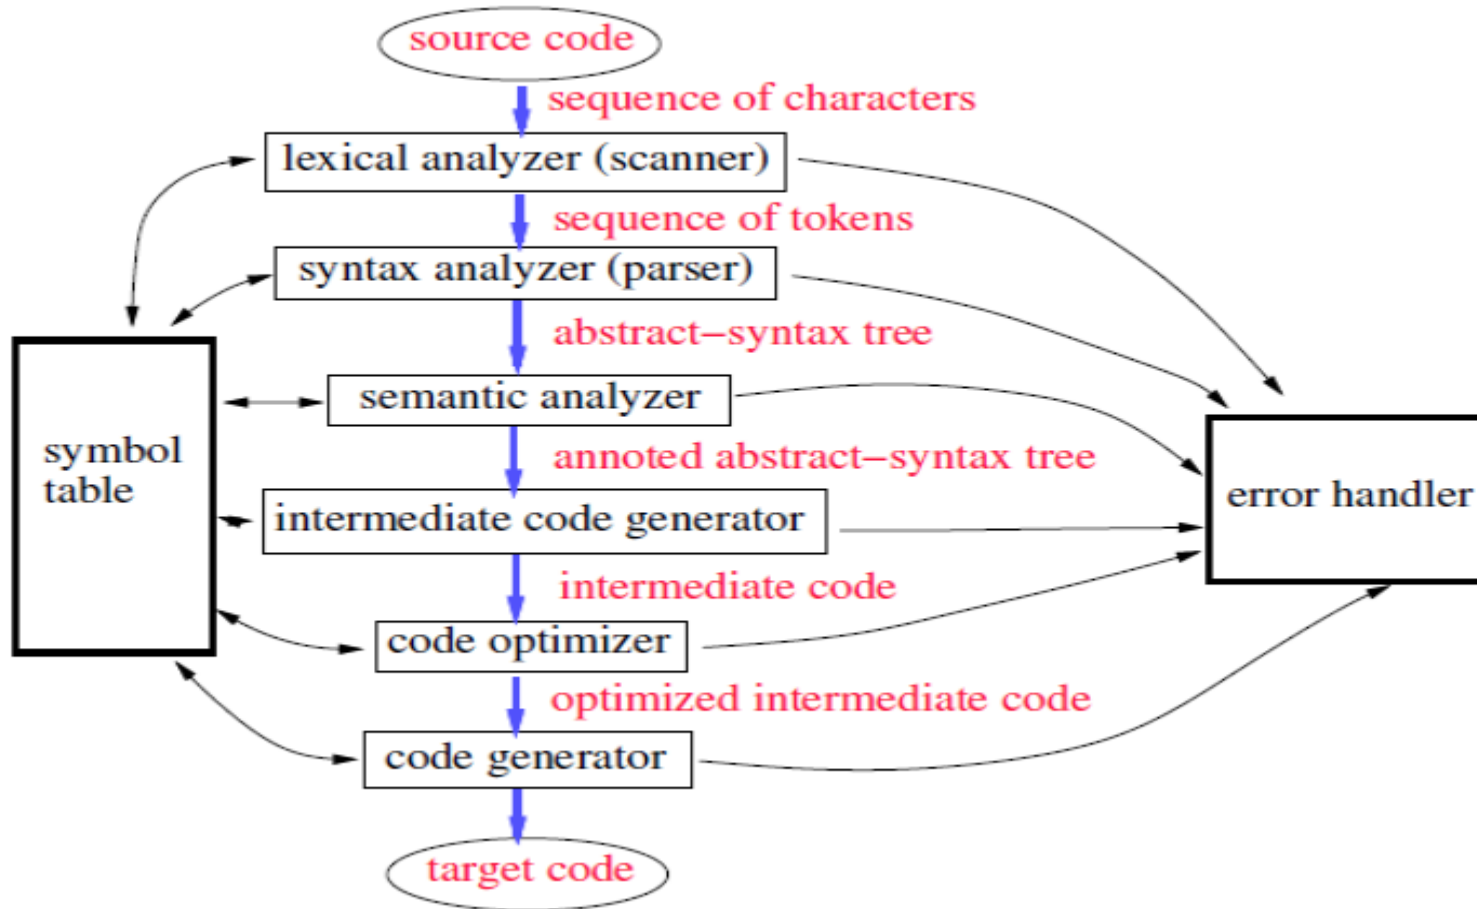 source code
sequence of characters
lexical analyzer (scanner)
sequence of tokens
syntax analyzer (parser)
abstract−syntax tree
semantic analyzer
symbol
table
annoted abstract−syntax tree
error handler
intermediate code generator
intermediate code
code optimizer
optimized intermediate code
code generator
target code